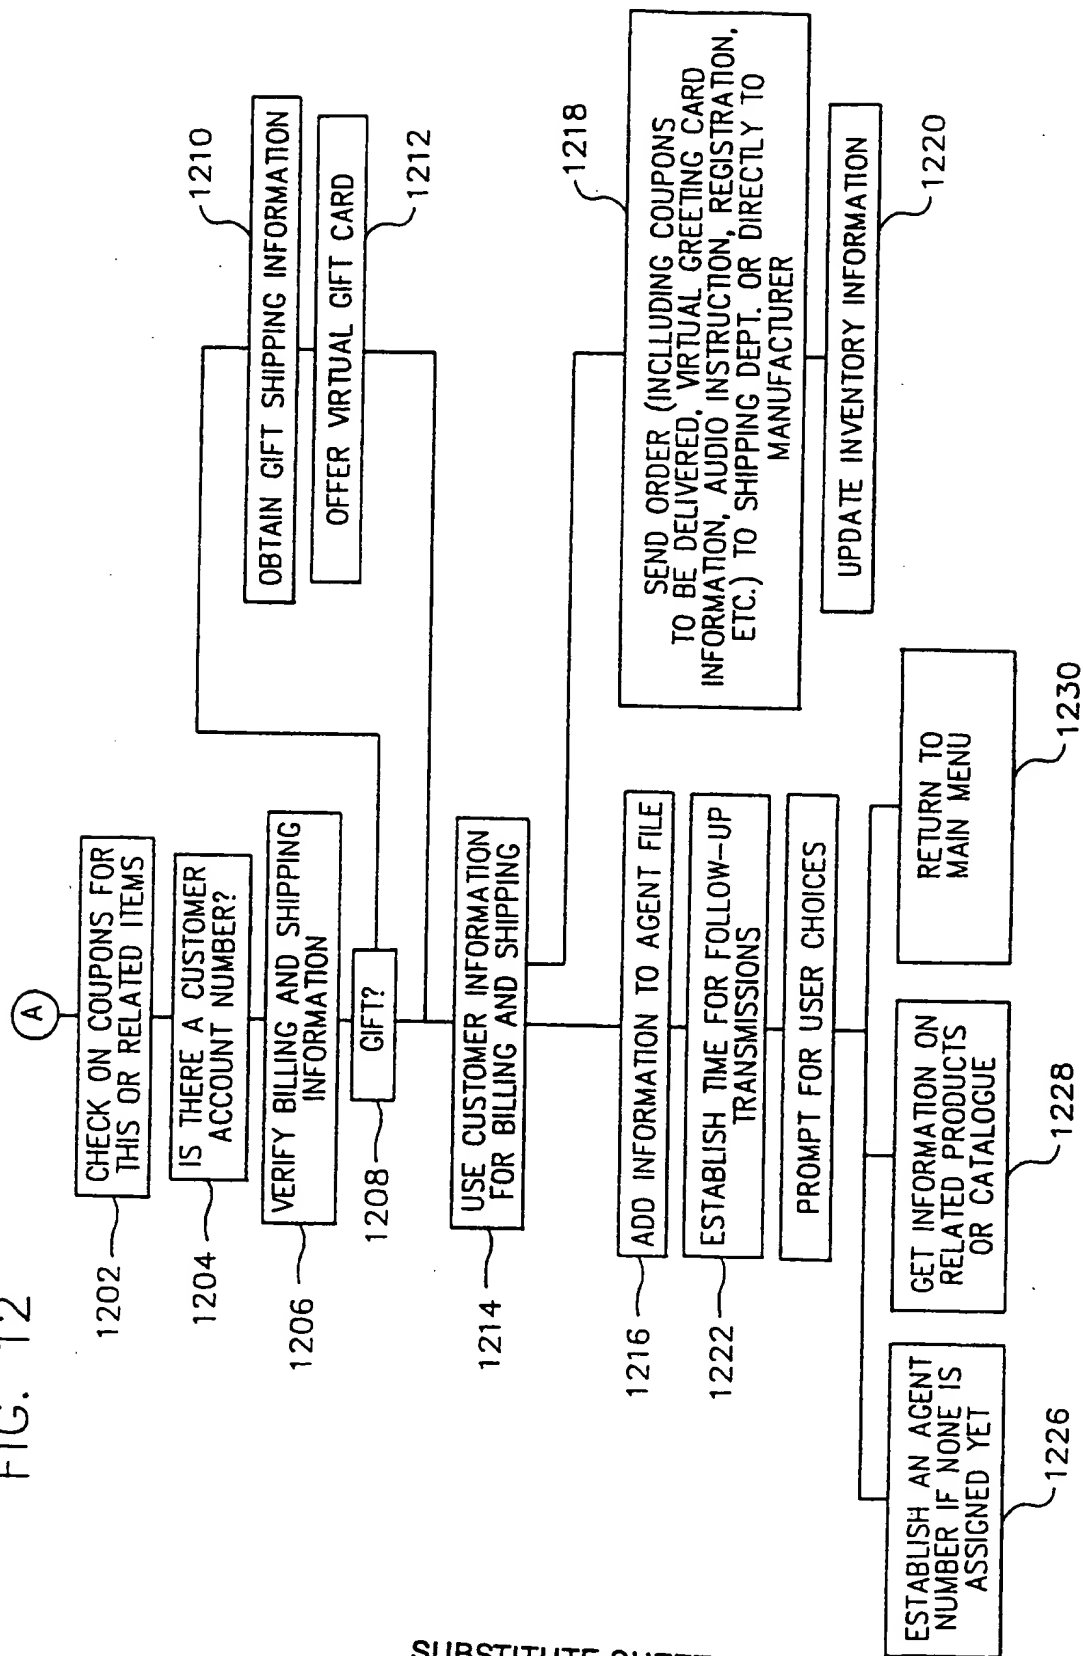 FIG. 12
A
CHECK ON COUPONS FOR
THIS OR RELATED ITEMS
1202
IS THERE A CUSTOMER
ACCOUNT NUMBER?
1204
VERIFY BILLING AND SHIPPING
INFORMATION
1206
GIFT?
1208
OBTAIN GIFT SHIPPING INFORMATION
1210
OFFER VIRTUAL GIFT CARD
1212
USE CUSTOMER INFORMATION
FOR BILLING AND SHIPPING
1214
SEND ORDER (INCLUDING COUPONS
TO BE DELIVERED, VIRTUAL GREETING CARD
INFORMATION, AUDIO INSTRUCTION, REGISTRATION,
ETC.) TO SHIPPING DEPT. OR DIRECTLY TO
MANUFACTURER
1218
UPDATE INVENTORY INFORMATION
1220
ADD INFORMATION TO AGENT FILE
1216
ESTABLISH TIME FOR FOLLOW-UP
TRANSMISSIONS
1222
PROMPT FOR USER CHOICES
ESTABLISH AN AGENT
NUMBER IF NONE IS
ASSIGNED YET
1226
GET INFORMATION ON
RELATED PRODUCTS
OR CATALOGUE
1228
RETURN TO
MAIN MENU
1230
SUBSTITUTE SHEET